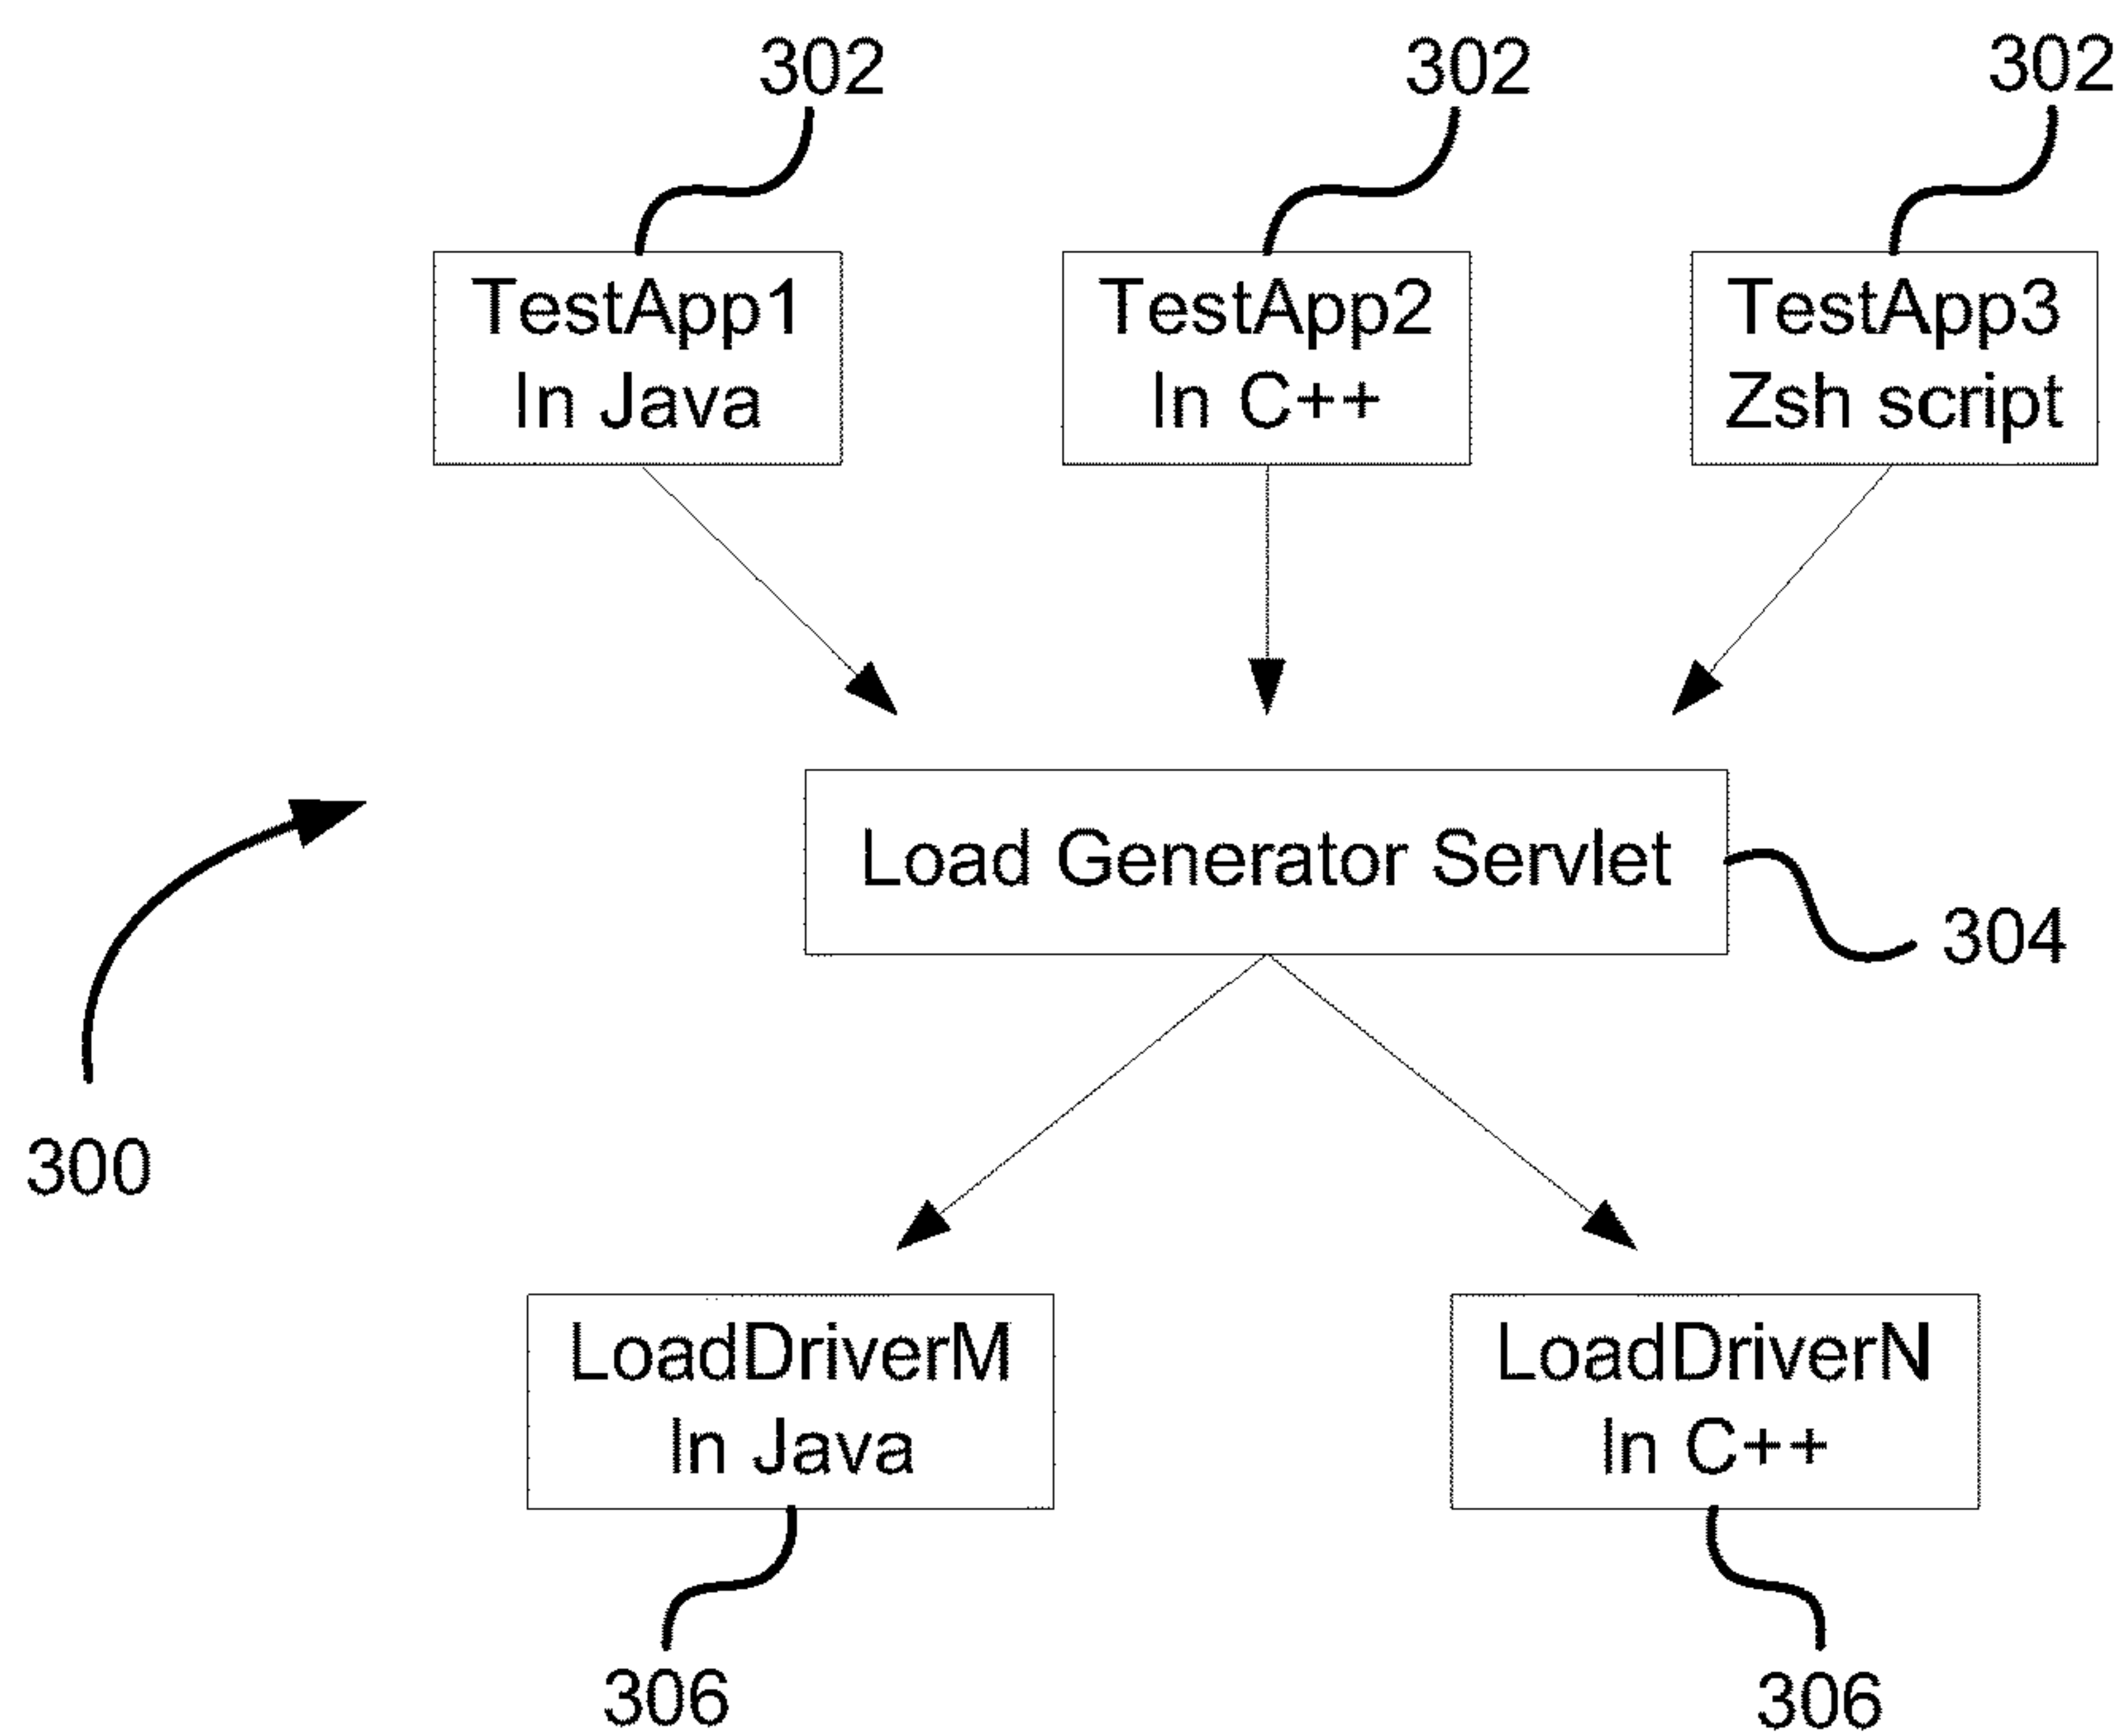 302
302
302
TestApp1
In Java
TestApp2
In C++
TestApp3
Zsh script
Load Generator Servlet
304
300
LoadDriverM
In Java
LoadDriverN
In C++
306
306